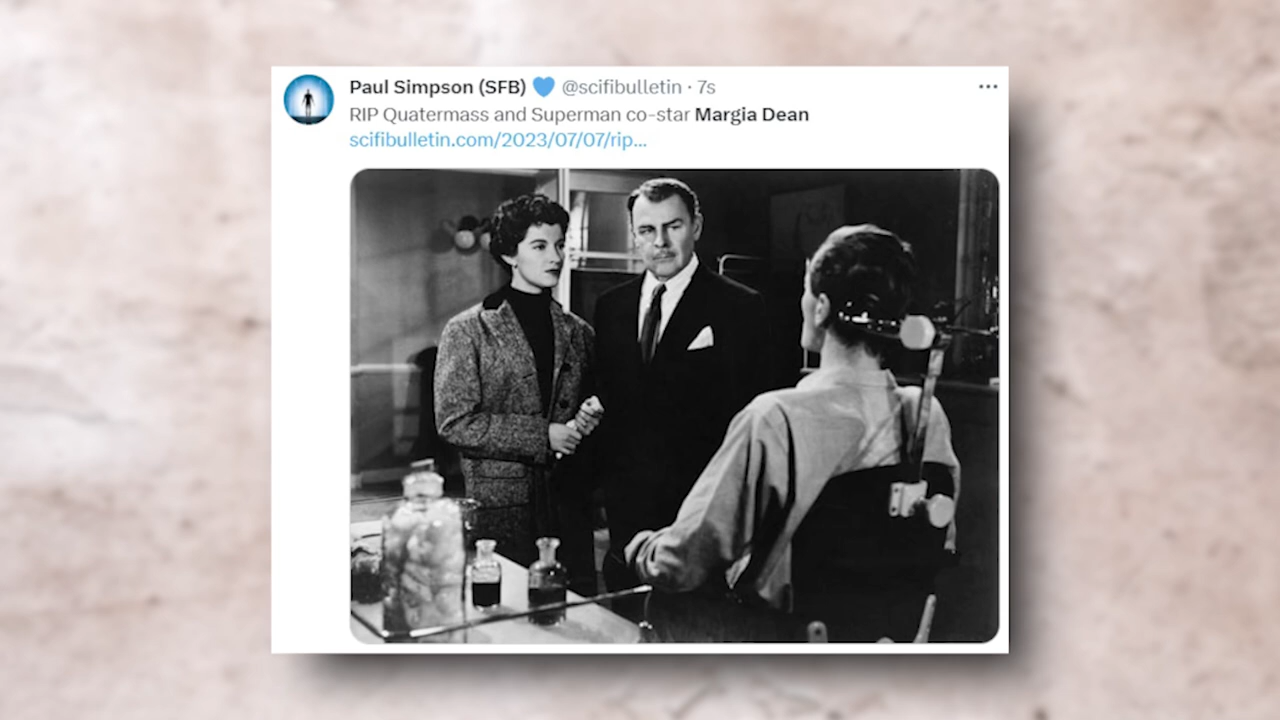 Paul Simpson (SFB) 💙 @scifibulletin · 7s
RIP Quatermass and Superman co-star Margia Dean
scifibulletin.com/2023/07/07/rip...